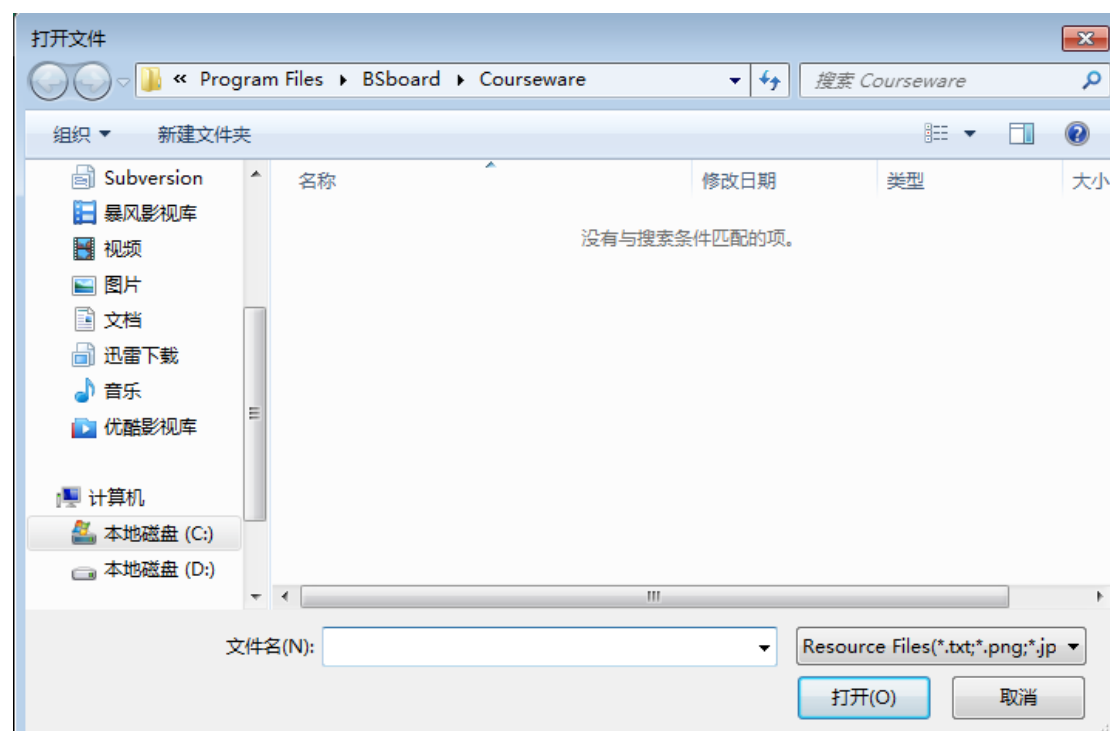 打开文件
« Program Files ▸ BSboard ▸ Courseware
搜索 Courseware
组织 新建文件夹
名称 修改日期 类型 大小
没有与搜索条件匹配的项。
Subversion
暴风影视库
视频
图片
文档
迅雷下载
音乐
优酷影视库
计算机
本地磁盘 (C:)
本地磁盘 (D:)
文件名(N):
Resource Files(*.txt;*.png;*.jp
打开(O) 取消